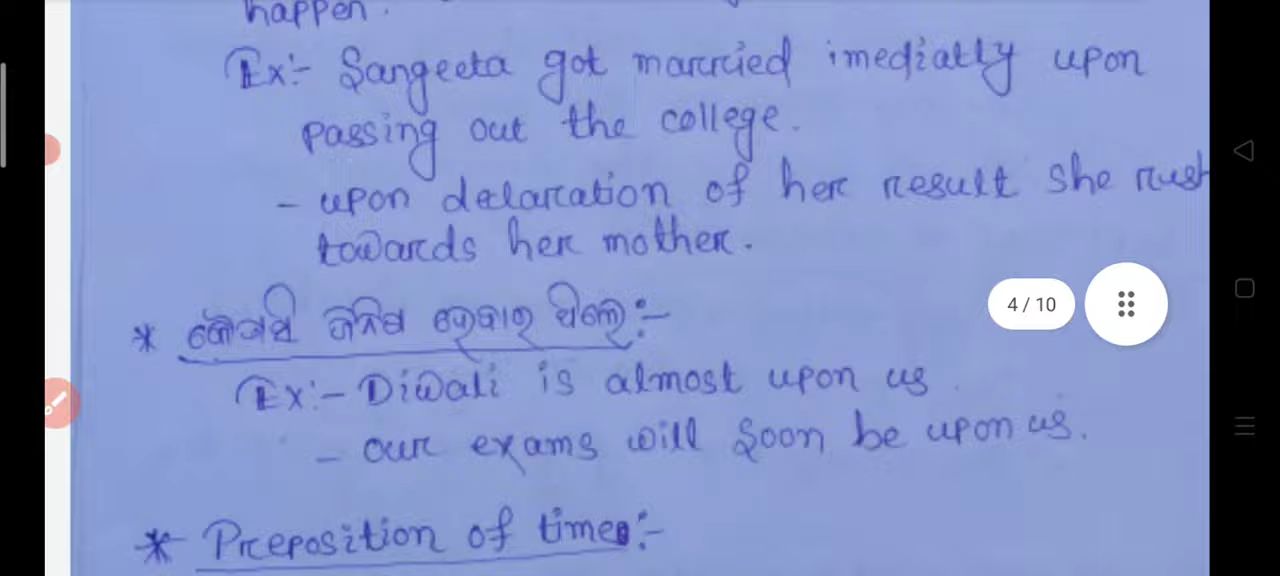 happen.
Ex:- Sangeeta got married imediatly upon
passing out the college.
- upon delaration of her result she rush
towards her mother.
* କୌଣସି ଜିନିଷ ହେବାକୁ ଥିଲେ:-
Ex:- Diwali is almost upon us.
- our exams will soon be upon us.
* Preposition of time:-
4 / 10